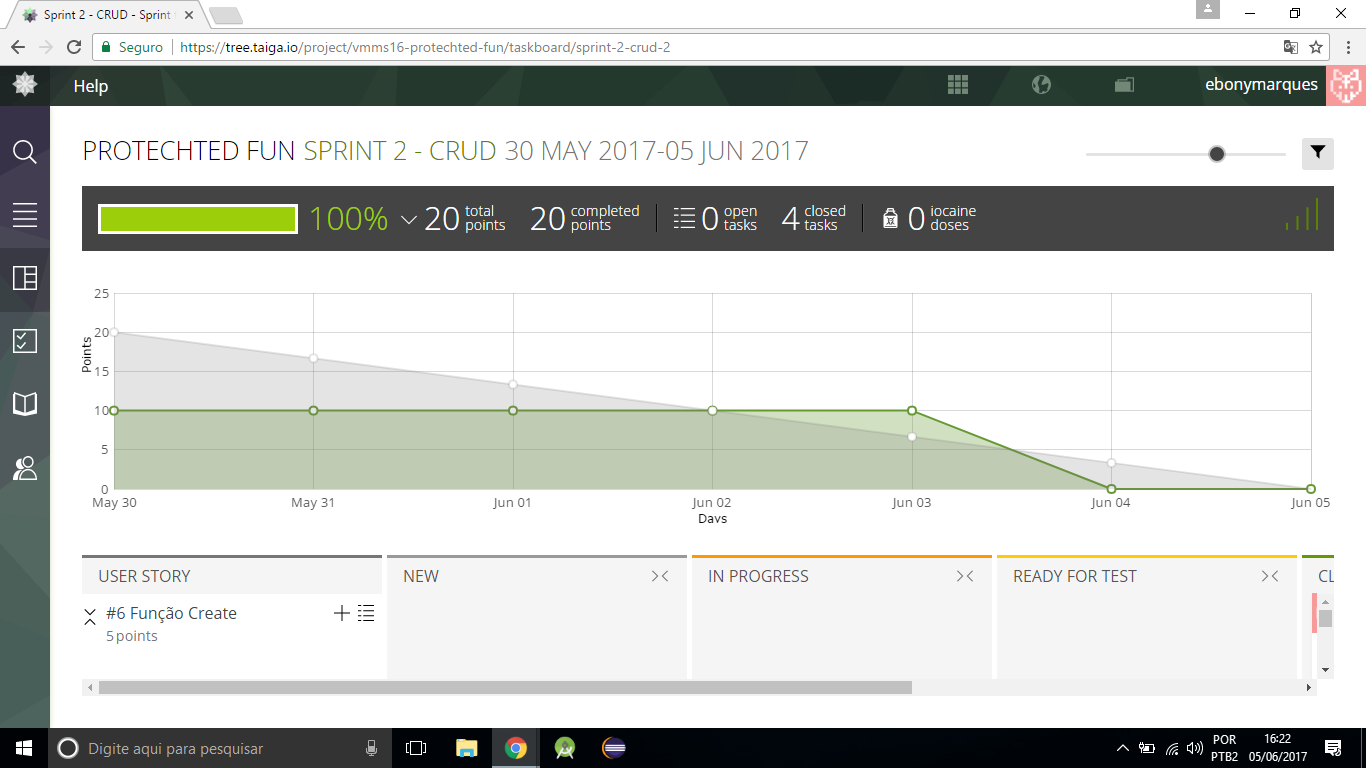 Sprint 2 - CRUD - Sprint
Seguro
https://tree.taiga.io/project/vmms16-protechted-fun/taskboard/sprint-2-crud-2
Help
ebonymarques
PROTECHTED FUN SPRINT 2 - CRUD 30 MAY 2017-05 JUN 2017
100% 20 total points 20 completed points 0 open tasks 4 closed tasks 0 iocaine doses
25
20
15
10
5
0
Points
May 30 May 31 Jun 01 Jun 02 Jun 03 Jun 04 Jun 05
Days
USER STORY NEW IN PROGRESS READY FOR TEST CL
#6 Função Create
5 points
Digite aqui para pesquisar
POR
PTB2
16:22
05/06/2017